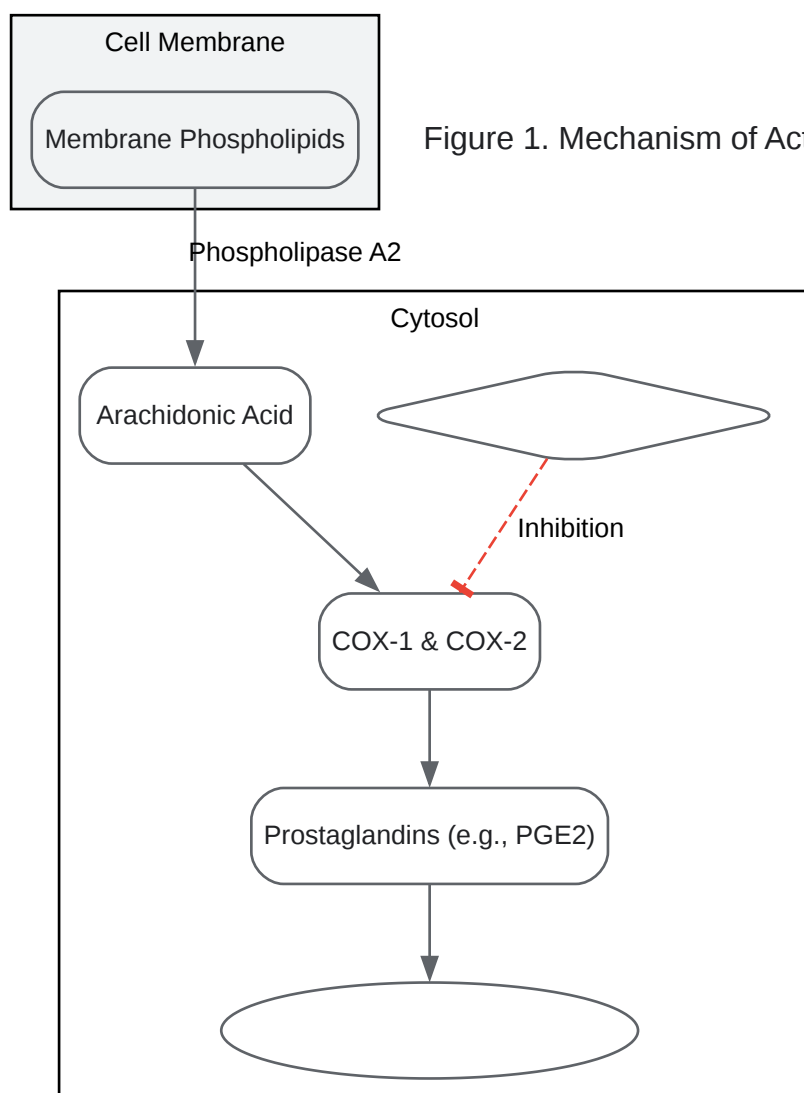 Cell Membrane
Membrane Phospholipids
Figure 1. Mechanism of Act
Phospholipase A2
Cytosol
Arachidonic Acid
Inhibition
COX-1 & COX-2
Prostaglandins (e.g., PGE2)